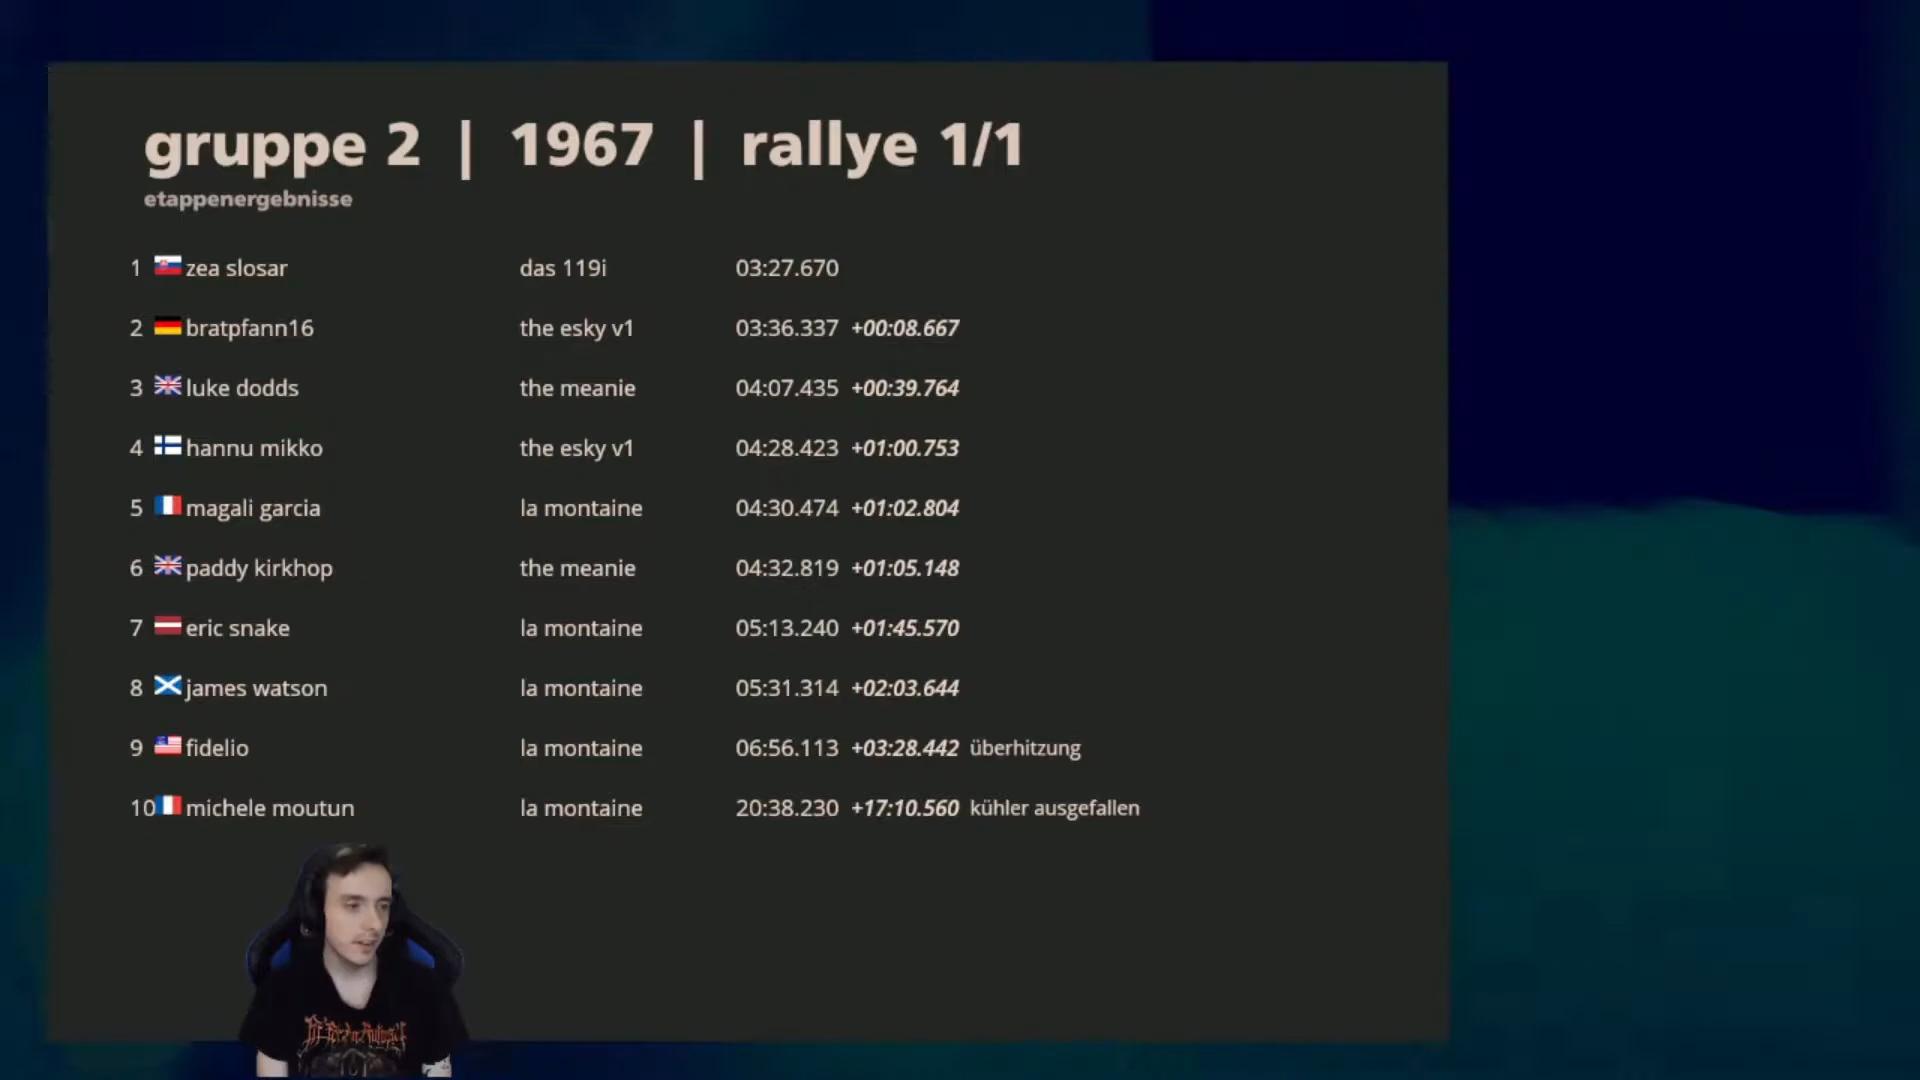 gruppe 2 | 1967 | rallye 1/1
etappenergebnisse
1 zea slosar das 119i 03:27.670
2 bratpfann16 the esky v1 03:36.337 +00:08.667
3 luke dodds the meanie 04:07.435 +00:39.764
4 hannu mikko the esky v1 04:28.423 +01:00.753
5 magali garcia la montaine 04:30.474 +01:02.804
6 paddy kirkhop the meanie 04:32.819 +01:05.148
7 eric snake la montaine 05:13.240 +01:45.570
8 james watson la montaine 05:31.314 +02:03.644
9 fidelio la montaine 06:56.113 +03:28.442 überhitzung
10 michele moutun la montaine 20:38.230 +17:10.560 kühler ausgefallen